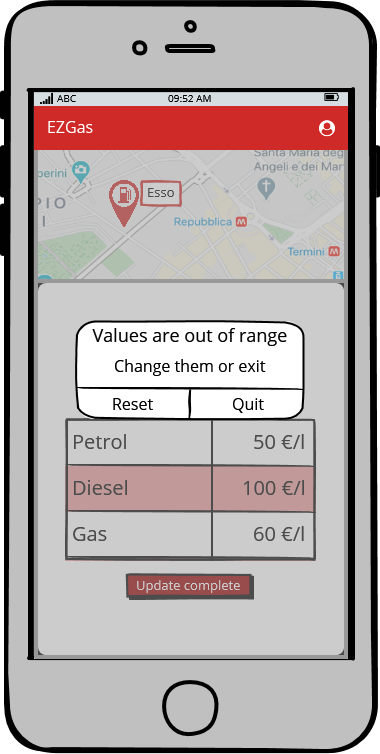 ABC 09:52 AM
EZGas
Santa Maria deg
Angeli e dei Mar
berini
Esso
PIO
I
Repubblica M
Termini M
Values are out of range
Change them or exit
Reset Quit
Petrol 50 €/l
Diesel 100 €/l
Gas 60 €/l
Update complete